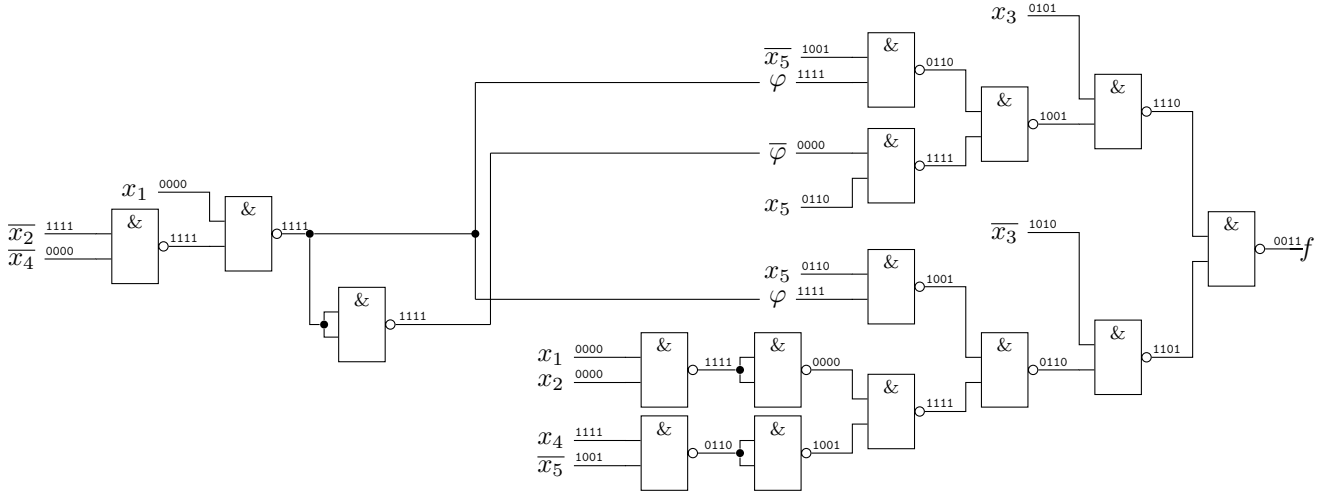 x₃ 0101
x̅₅ 1001 & 0110
φ 1111
& 1001
& 1110
φ̅ 0000 & 1111
x₅ 0110
x₁ 0000
& 1111
x̅₂ 1111 & 1111
x̅₄ 0000
x̅₃ 1010
& 0011 f
x₅ 0110 & 1001
φ 1111
& 1111
x₁ 0000 & 1111 & 0000
x₂ 0000
& 0110
& 1101
& 1111
x₄ 1111 & 0110 & 1001
x̅₅ 1001